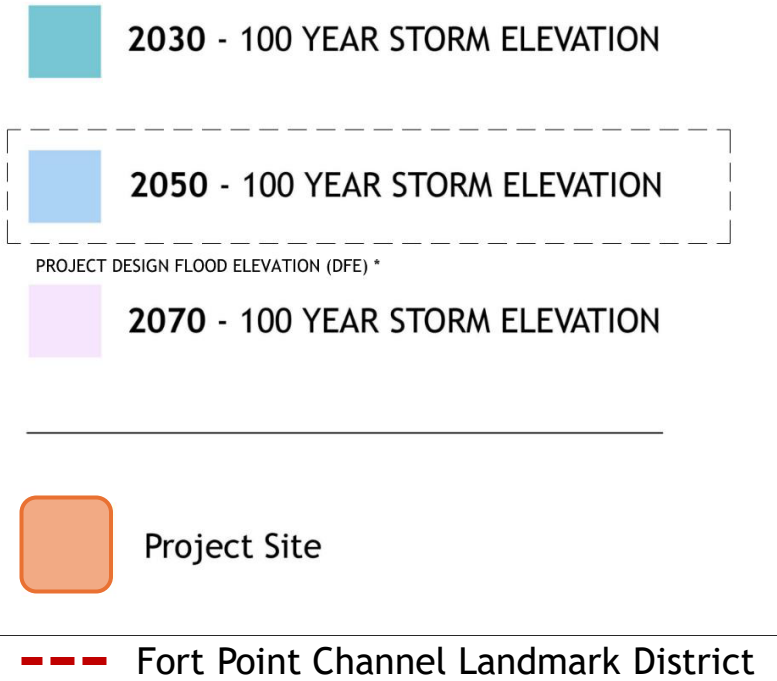 2030 - 100 YEAR STORM ELEVATION
2050 - 100 YEAR STORM ELEVATION
PROJECT DESIGN FLOOD ELEVATION (DFE) *
2070 - 100 YEAR STORM ELEVATION
Project Site
Fort Point Channel Landmark District